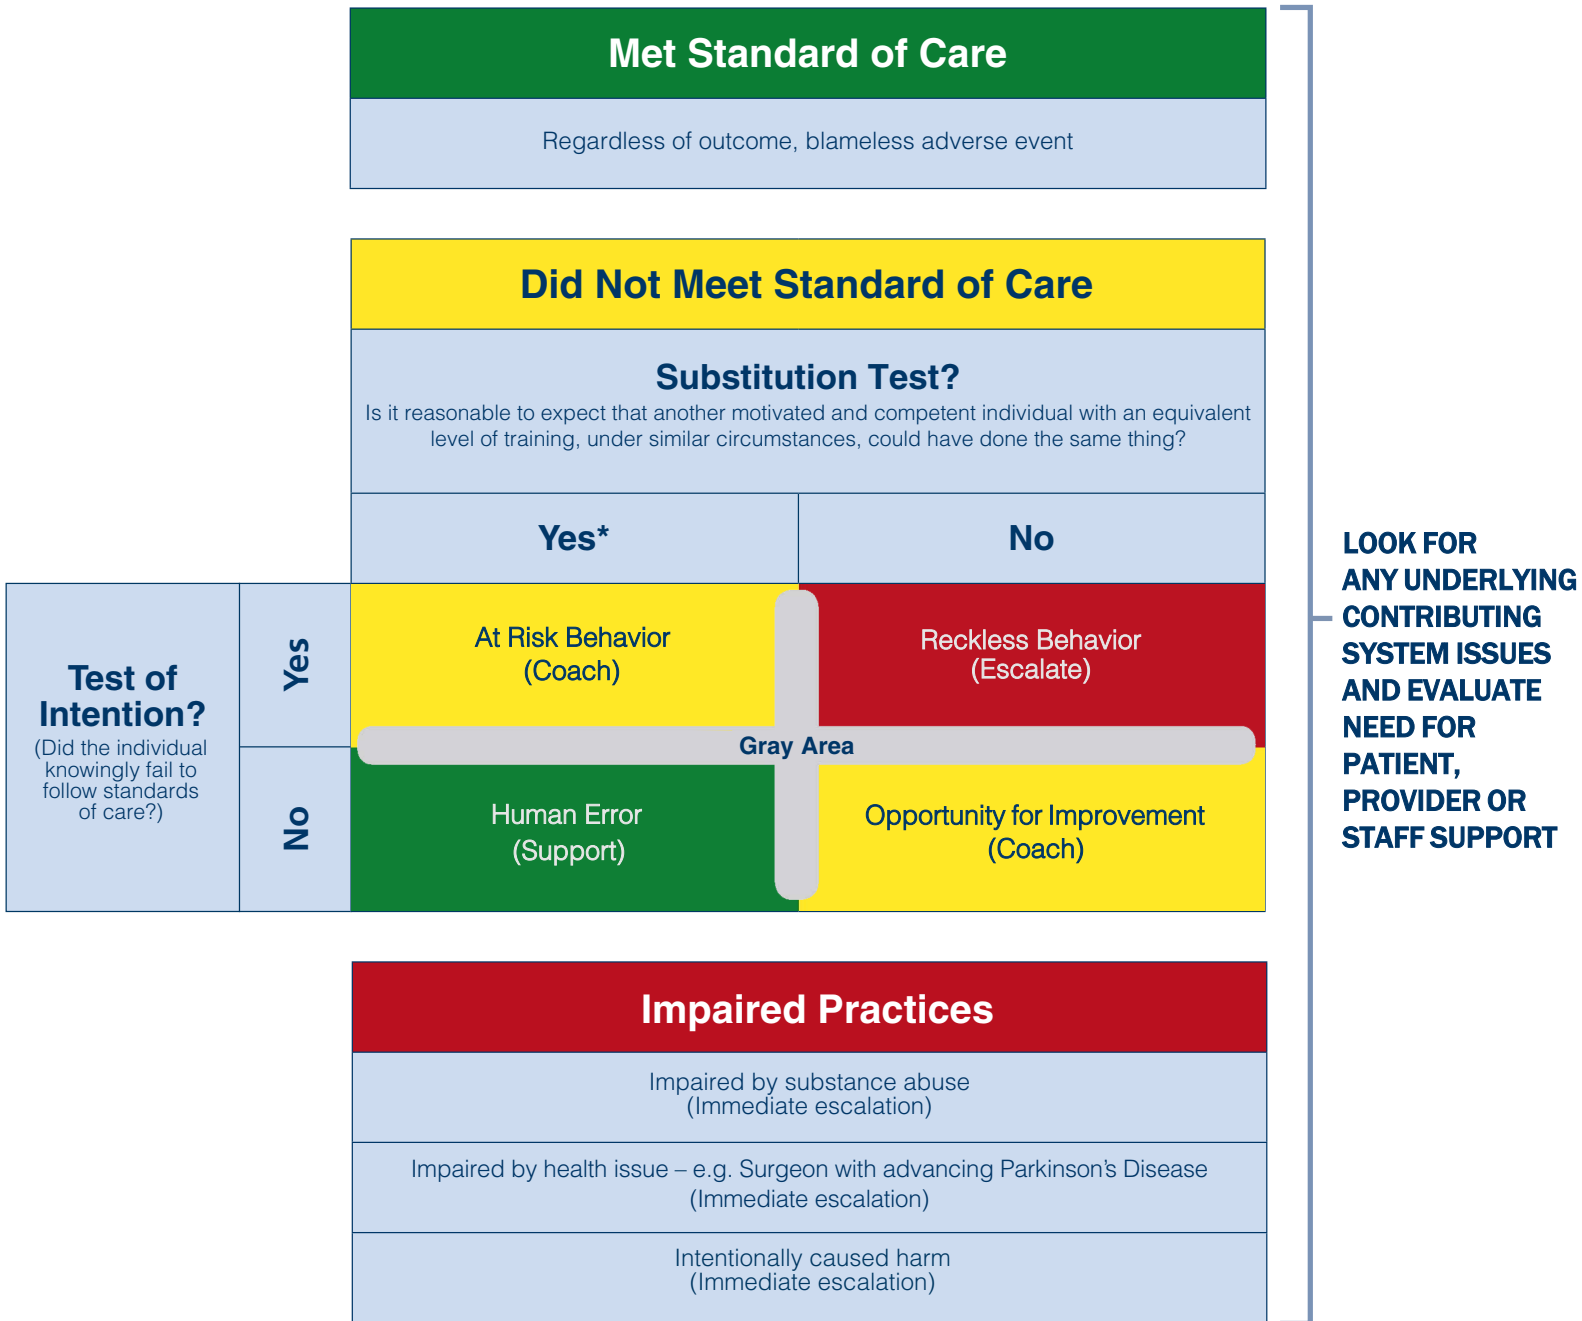 Met Standard of Care
Regardless of outcome, blameless adverse event
Did Not Meet Standard of Care
Substitution Test?
Is it reasonable to expect that another motivated and competent individual with an equivalent
level of training, under similar circumstances, could have done the same thing?
Yes*
No
Test of
Intention?
(Did the individual
knowingly fail to
follow standards
of care?)
Yes
At Risk Behavior
(Coach)
Reckless Behavior
(Escalate)
Gray Area
No
Human Error
(Support)
Opportunity for Improvement
(Coach)
Impaired Practices
Impaired by substance abuse
(Immediate escalation)
Impaired by health issue – e.g. Surgeon with advancing Parkinson’s Disease
(Immediate escalation)
Intentionally caused harm
(Immediate escalation)
LOOK FOR
ANY UNDERLYING
CONTRIBUTING
SYSTEM ISSUES
AND EVALUATE
NEED FOR
PATIENT,
PROVIDER OR
STAFF SUPPORT